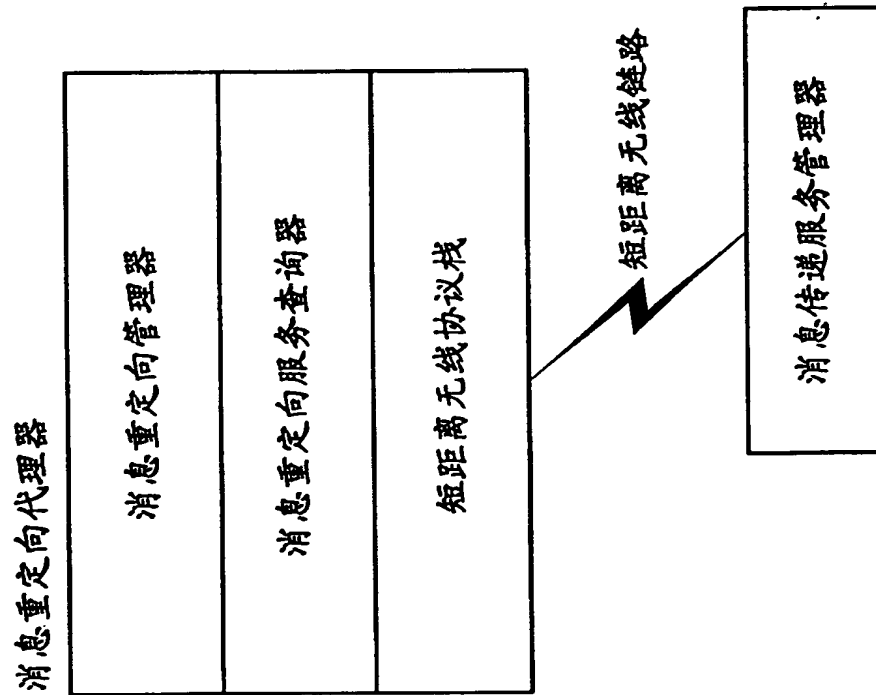 消息重定向代理器
消息重定向管理器
消息重定向服务查询器
短距离无线协议栈
短距离无线链路
消息传递服务管理器